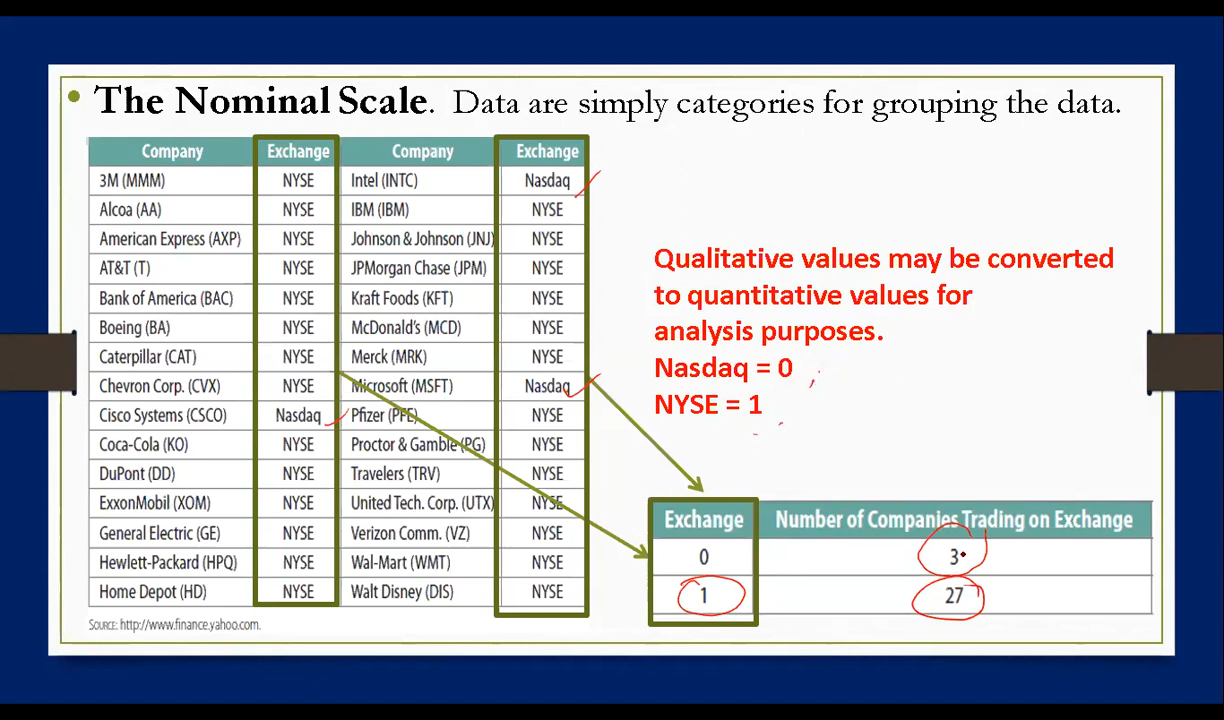 • The Nominal Scale. Data are simply categories for grouping the data.
Company Exchange Company Exchange
3M (MMM) NYSE Intel (INTC) Nasdaq
Alcoa (AA) NYSE IBM (IBM) NYSE
American Express (AXP) NYSE Johnson & Johnson (JNJ) NYSE
AT&T (T) NYSE JPMorgan Chase (JPM) NYSE
Bank of America (BAC) NYSE Kraft Foods (KFT) NYSE
Boeing (BA) NYSE McDonald's (MCD) NYSE
Caterpillar (CAT) NYSE Merck (MRK) NYSE
Chevron Corp. (CVX) NYSE Microsoft (MSFT) Nasdaq
Cisco Systems (CSCO) Nasdaq Pfizer (PFE) NYSE
Coca-Cola (KO) NYSE Proctor & Gamble (PG) NYSE
DuPont (DD) NYSE Travelers (TRV) NYSE
ExxonMobil (XOM) NYSE United Tech. Corp. (UTX) NYSE
General Electric (GE) NYSE Verizon Comm. (VZ) NYSE
Hewlett-Packard (HPQ) NYSE Wal-Mart (WMT) NYSE
Home Depot (HD) NYSE Walt Disney (DIS) NYSE
SOURCE: http://www.finance.yahoo.com.
Qualitative values may be converted
to quantitative values for
analysis purposes.
Nasdaq = 0
NYSE = 1
Exchange Number of Companies Trading on Exchange
0 3
1 27